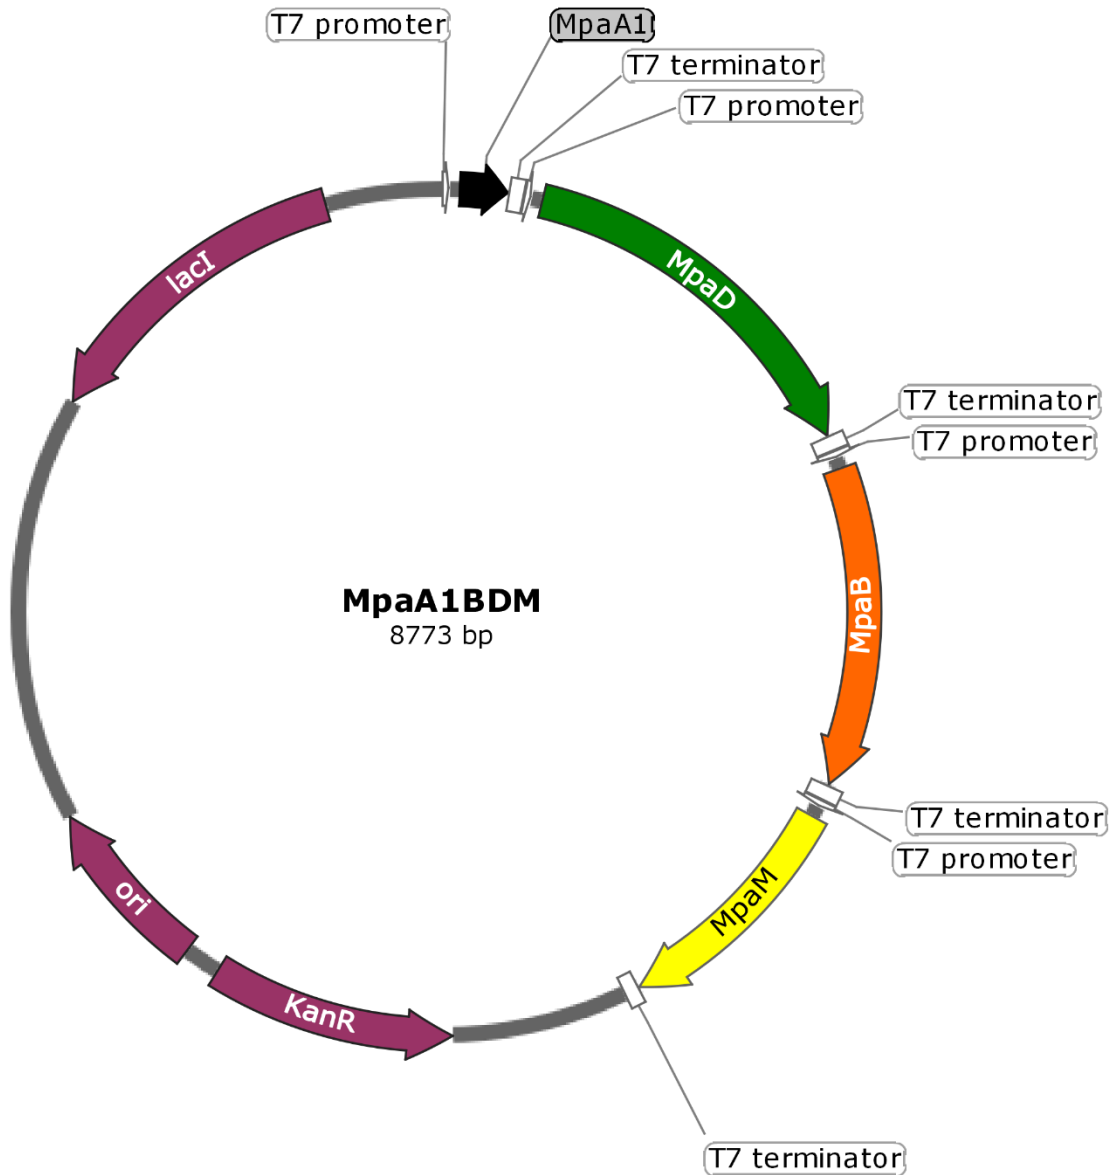 T7 promoter
MpaA1
T7 terminator
T7 promoter
lacI
MpaD
T7 terminator
T7 promoter
MpaA1BDM
8773 bp
MpaB
T7 terminator
T7 promoter
MpaM
ori
KanR
T7 terminator